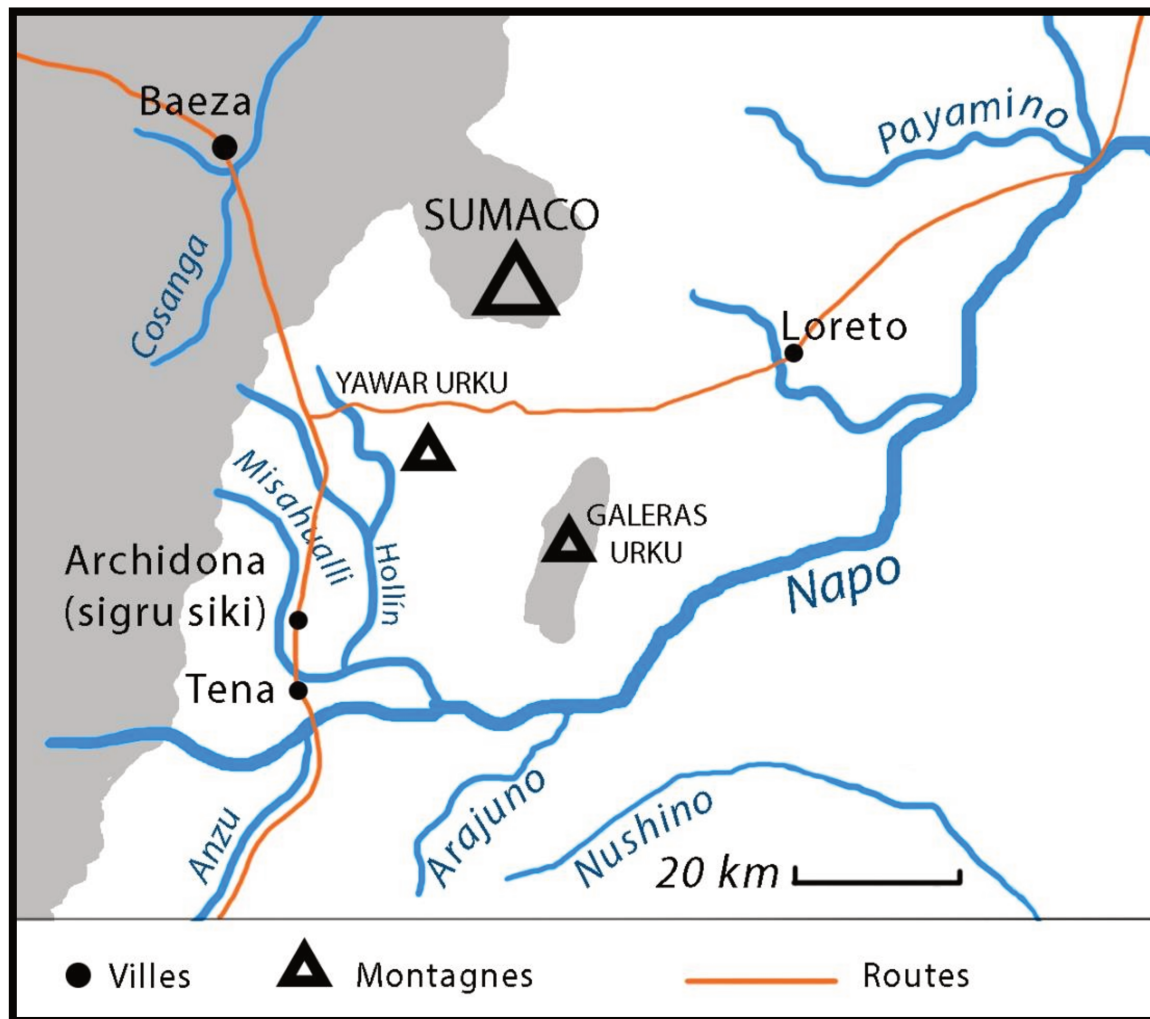 Baeza
Payamino
SUMACO
Cosanga
Loreto
YAWAR URKU
Misahualli
GALERAS
URKU
Hollín
Archidona
(sigru siki)
Napo
Tena
Anzu
Arajuno
Nushino
20 km
Villes
Montagnes
Routes